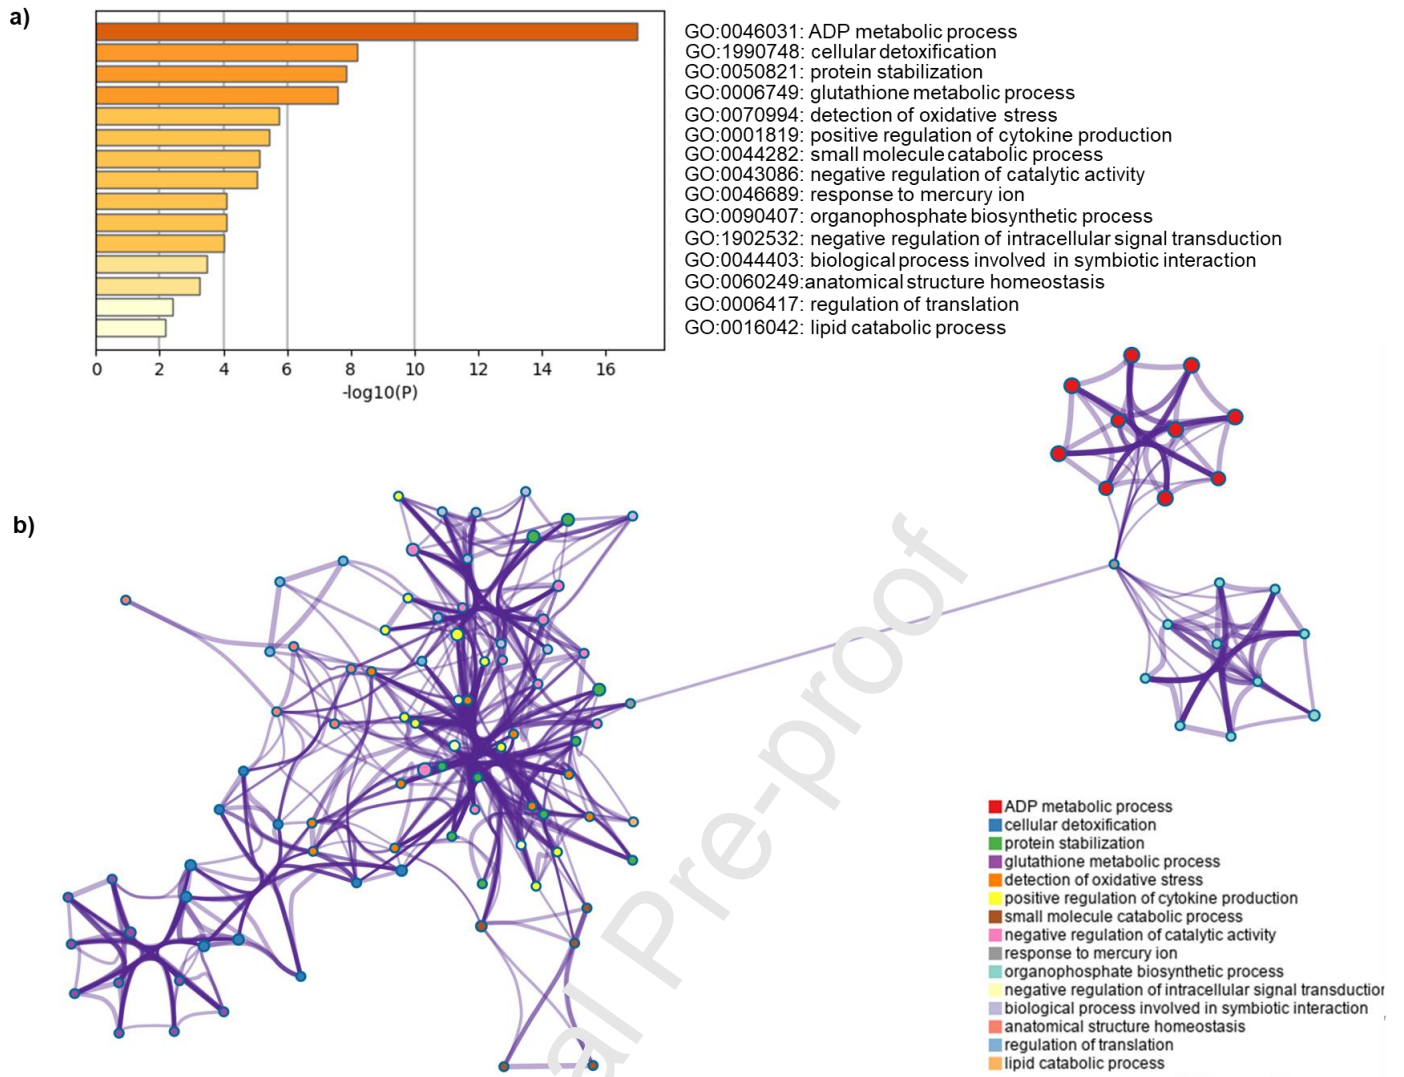 a)
GO:0046031: ADP metabolic process
GO:1990748: cellular detoxification
GO:0050821: protein stabilization
GO:0006749: glutathione metabolic process
GO:0070994: detection of oxidative stress
GO:0001819: positive regulation of cytokine production
GO:0044282: small molecule catabolic process
GO:0043086: negative regulation of catalytic activity
GO:0046689: response to mercury ion
GO:0090407: organophosphate biosynthetic process
GO:1902532: negative regulation of intracellular signal transduction
GO:0044403: biological process involved in symbiotic interaction
GO:0060249:anatomical structure homeostasis
GO:0006417: regulation of translation
GO:0016042: lipid catabolic process
0 2 4 6 8 10 12 14 16
-log10(P)
b)
al Pre-proof
ADP metabolic process
cellular detoxification
protein stabilization
glutathione metabolic process
detection of oxidative stress
positive regulation of cytokine production
small molecule catabolic process
negative regulation of catalytic activity
response to mercury ion
organophosphate biosynthetic process
negative regulation of intracellular signal transduction
biological process involved in symbiotic interaction
anatomical structure homeostasis
regulation of translation
lipid catabolic process